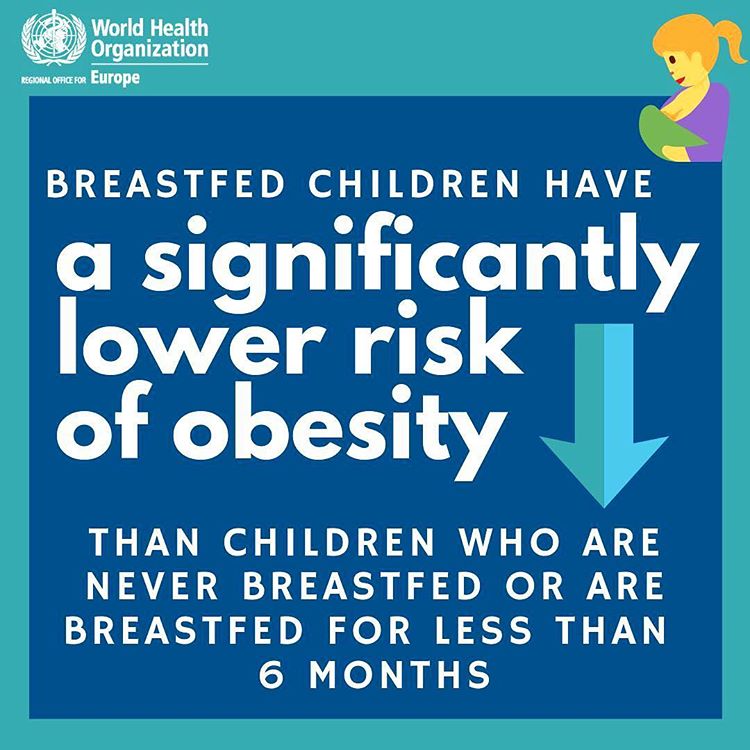 World Health
Organization
REGIONAL OFFICE FOR Europe
BREASTFED CHILDREN HAVE
a significantly
lower risk
of obesity
THAN CHILDREN WHO ARE
NEVER BREASTFED OR ARE
BREASTFED FOR LESS THAN
6 MONTHS